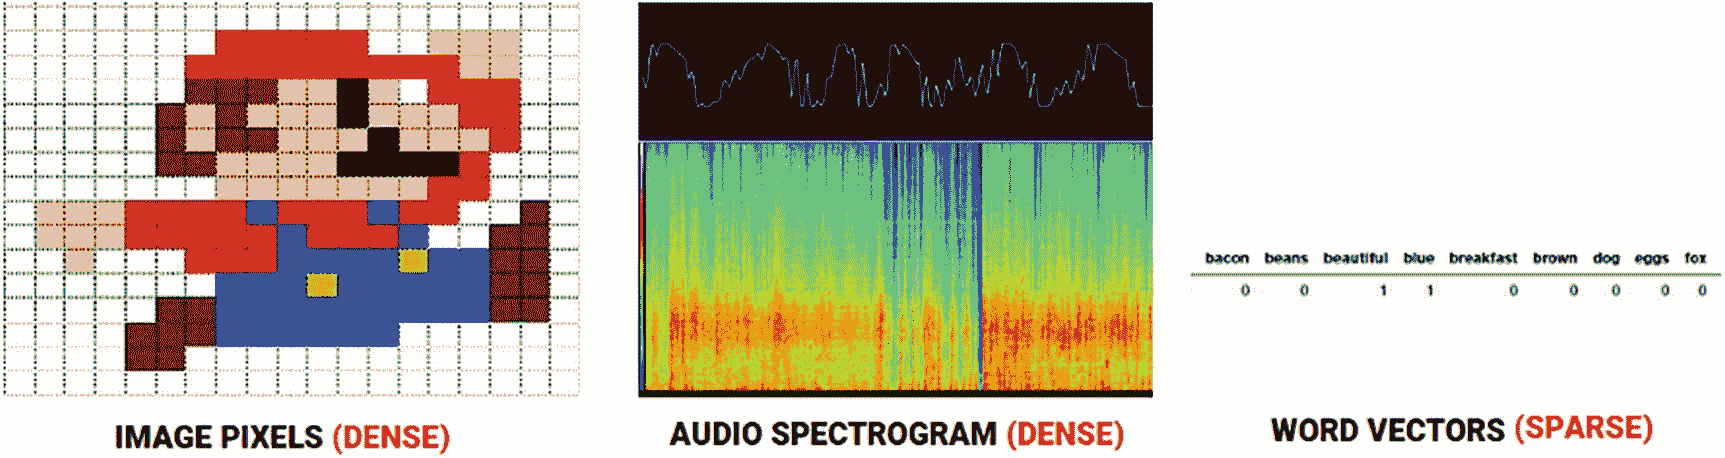 bacon beans beautiful blue breakfast brown dog eggs fox
0 0 1 1 0 0 0 0 0
IMAGE PIXELS (DENSE)
AUDIO SPECTROGRAM (DENSE)
WORD VECTORS (SPARSE)